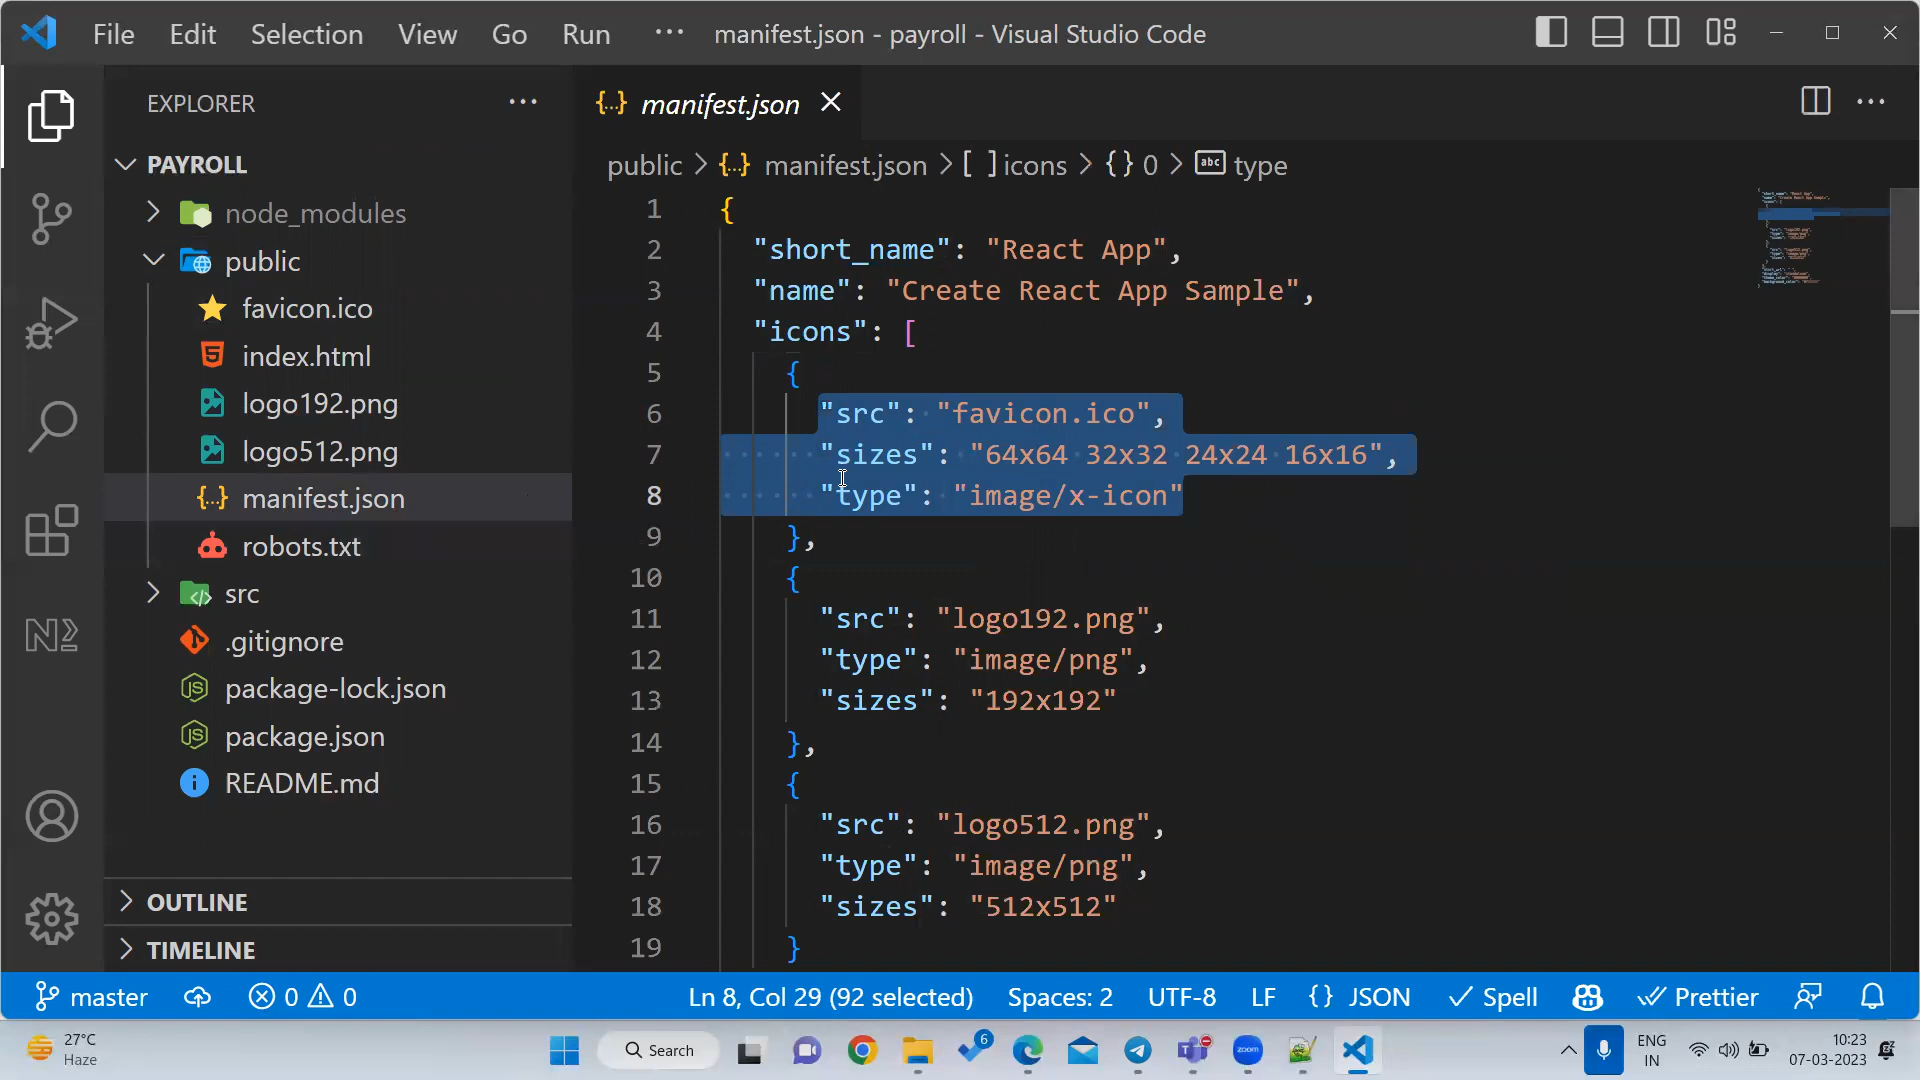 File Edit Selection View Go Run ··· manifest.json - payroll - Visual Studio Code
EXPLORER
PAYROLL
node_modules
public
favicon.ico
index.html
logo192.png
logo512.png
manifest.json
robots.txt
src
.gitignore
package-lock.json
package.json
README.md
OUTLINE
TIMELINE
{..} manifest.json
public > {..} manifest.json > [ ] icons > {} 0 > abc type
1 {
2 "short_name": "React App",
3 "name": "Create React App Sample",
4 "icons": [
5 {
6 "src": "favicon.ico",
7 "sizes": "64x64 32x32 24x24 16x16",
8 "type": "image/x-icon"
9 },
10 {
11 "src": "logo192.png",
12 "type": "image/png",
13 "sizes": "192x192"
14 },
15 {
16 "src": "logo512.png",
17 "type": "image/png",
18 "sizes": "512x512"
19 }
master 0 0 Ln 8, Col 29 (92 selected) Spaces: 2 UTF-8 LF {} JSON Spell Prettier
27°C
Haze
Search
6
zoom
ENG
IN
10:23
07-03-2023